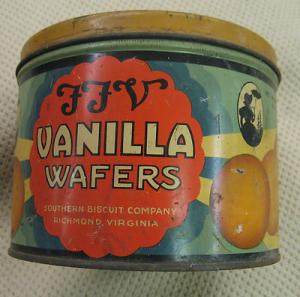 FFV
VANILLA
WAFERS
SOUTHERN BISCUIT COMPANY
RICHMOND, VIRGINIA